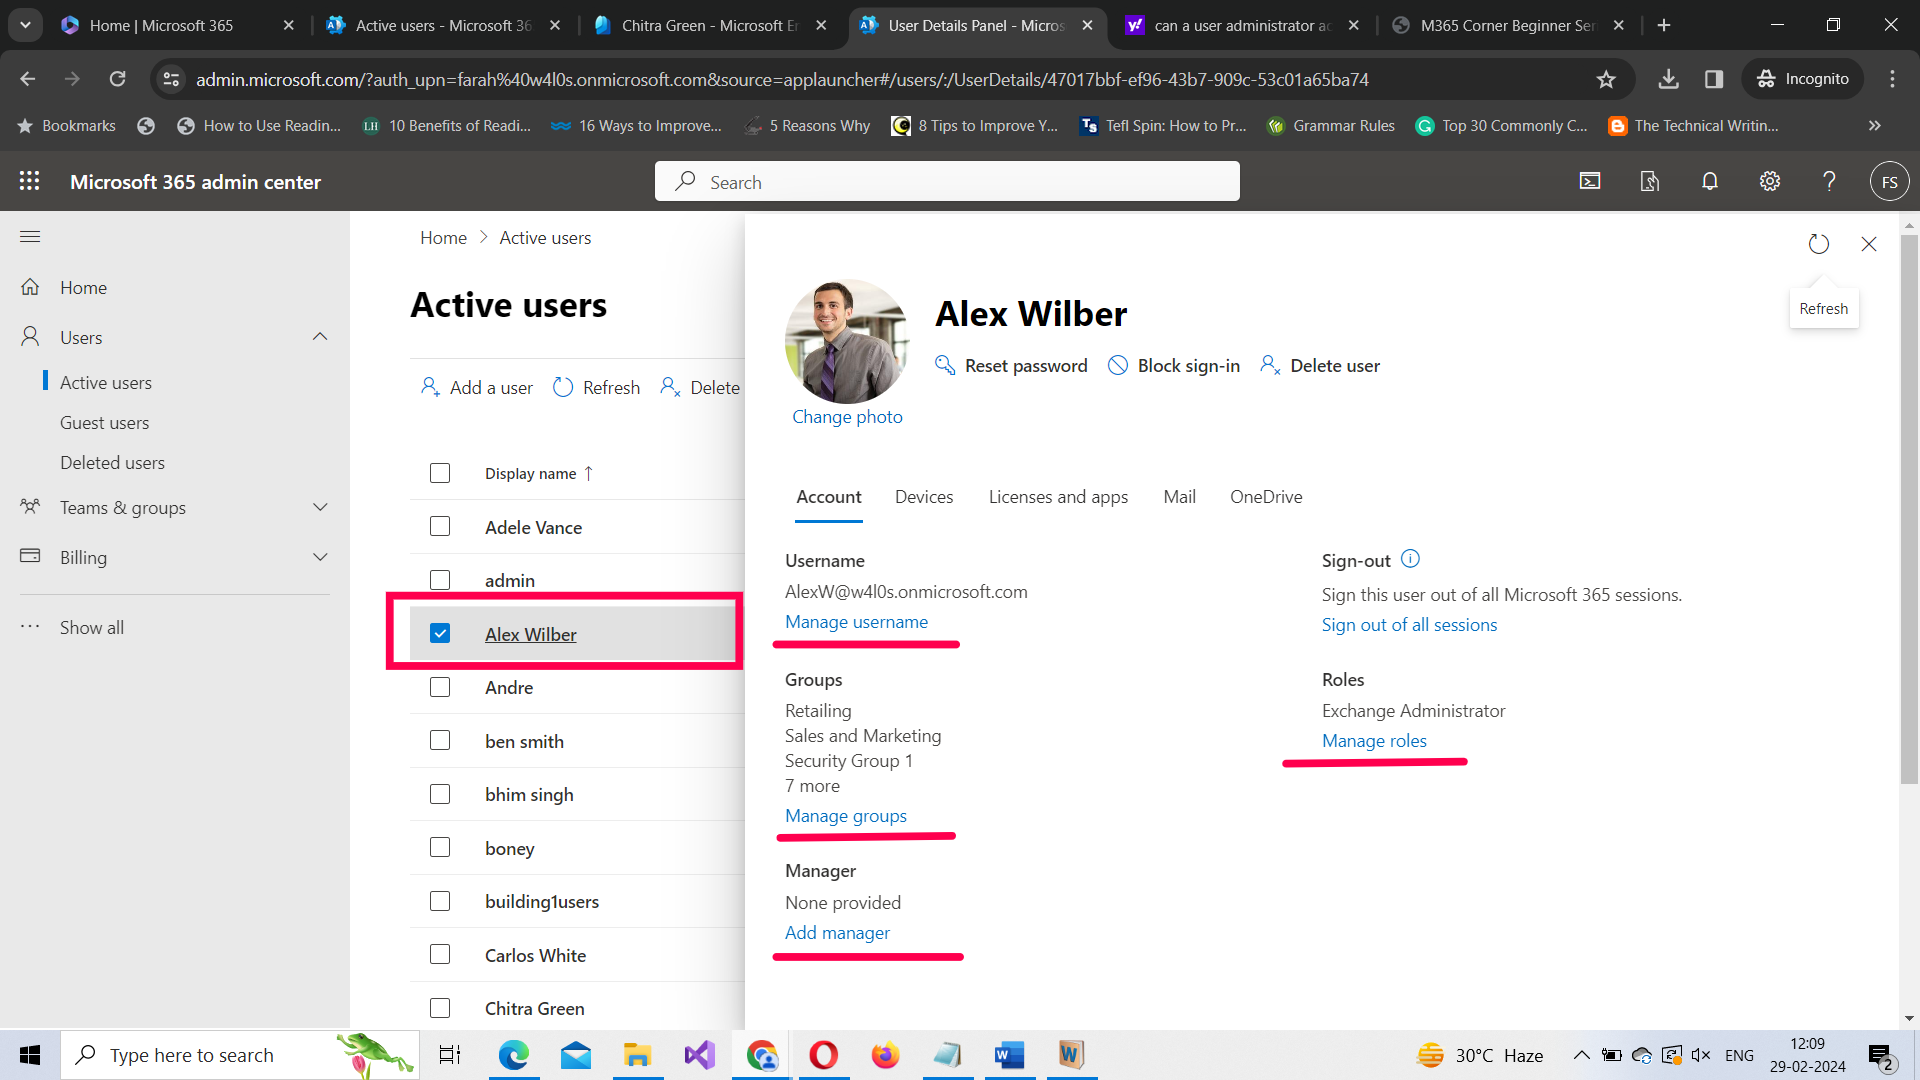 Home | Microsoft 365
Active users - Microsoft 36
Chitra Green - Microsoft En
User Details Panel - Micros
can a user administrator ac
M365 Corner Beginner Ser
admin.microsoft.com/?auth_upn=farah%40w4l0s.onmicrosoft.com&source=applauncher#/users/:/UserDetails/47017bbf-ef96-43b7-909c-53c01a65ba74
Incognito
Bookmarks
How to Use Readin...
LH
10 Benefits of Readi...
16 Ways to Improve...
5 Reasons Why
8 Tips to Improve Y...
Ts
Tefl Spin: How to Pr...
Grammar Rules
Top 30 Commonly C...
The Technical Writin...
Microsoft 365 admin center
Search
FS
Home
Users
Active users
Guest users
Deleted users
Teams & groups
Billing
Show all
Home > Active users
Active users
Add a user
Refresh
Delete
Display name ↑
Adele Vance
admin
Alex Wilber
Andre
ben smith
bhim singh
boney
building1users
Carlos White
Chitra Green
Refresh
Alex Wilber
Reset password
Block sign-in
Delete user
Change photo
Account
Devices
Licenses and apps
Mail
OneDrive
Username
AlexW@w4l0s.onmicrosoft.com
Manage username
Sign-out
Sign this user out of all Microsoft 365 sessions.
Sign out of all sessions
Groups
Retailing
Sales and Marketing
Security Group 1
7 more
Manage groups
Roles
Exchange Administrator
Manage roles
Manager
None provided
Add manager
Type here to search
30°C Haze
ENG
12:09
29-02-2024
2